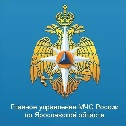 Главное управление МЧС России
по Ярославской области